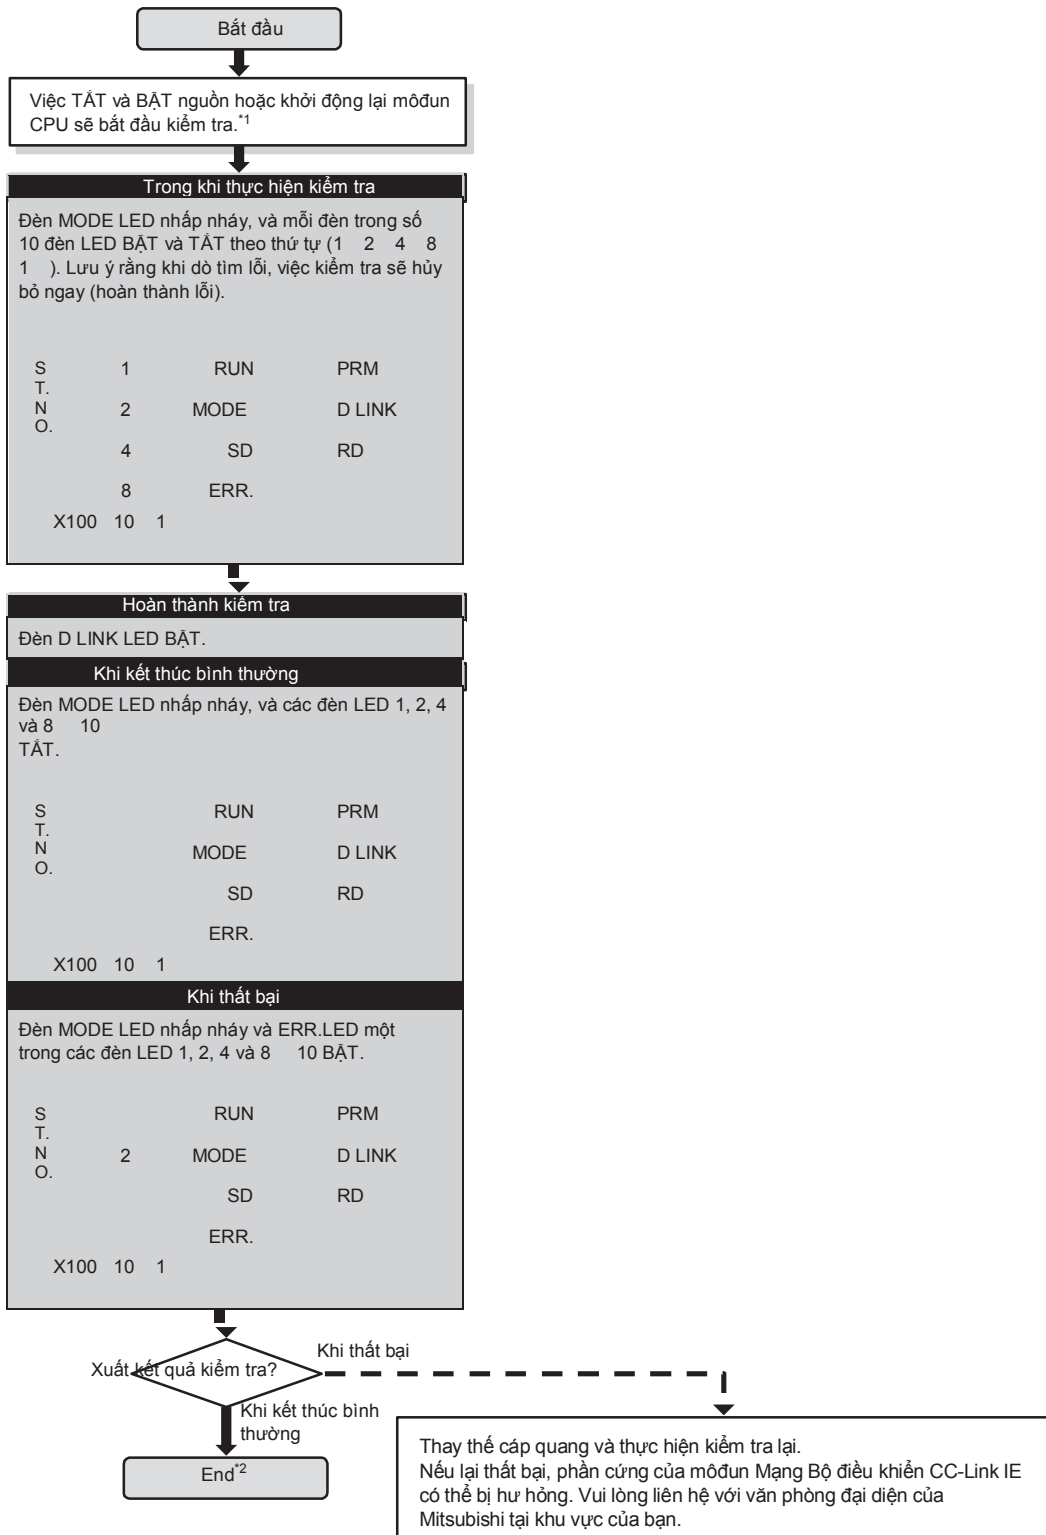 Bắt đầu
Việc TẮT và BẬT nguồn hoặc khởi động lại môđun
CPU sẽ bắt đầu kiểm tra.*1
Trong khi thực hiện kiểm tra
Đèn MODE LED nhấp nháy, và mỗi đèn trong số
10 đèn LED BẬT và TẮT theo thứ tự (1 2 4 8
1 ). Lưu ý rằng khi dò tìm lỗi, việc kiểm tra sẽ hủy
bỏ ngay (hoàn thành lỗi).
S 1 RUN PRM
T.
N 2 MODE D LINK
O.
4 SD RD
8 ERR.
X100 10 1
Hoàn thành kiểm tra
Đèn D LINK LED BẬT.
Khi kết thúc bình thường
Đèn MODE LED nhấp nháy, và các đèn LED 1, 2, 4
và 8 10
TẮT.
S RUN PRM
T.
N MODE D LINK
O.
SD RD
ERR.
X100 10 1
Khi thất bại
Đèn MODE LED nhấp nháy và ERR.LED một
trong các đèn LED 1, 2, 4 và 8 10 BẬT.
S RUN PRM
T.
N 2 MODE D LINK
O.
SD RD
ERR.
X100 10 1
Xuất kết quả kiểm tra?
Khi thất bại
Khi kết thúc bình
thường
End*2
Thay thế cáp quang và thực hiện kiểm tra lại.
Nếu lại thất bại, phần cứng của môđun Mạng Bộ điều khiển CC-Link IE
có thể bị hư hỏng. Vui lòng liên hệ với văn phòng đại diện của
Mitsubishi tại khu vực của bạn.